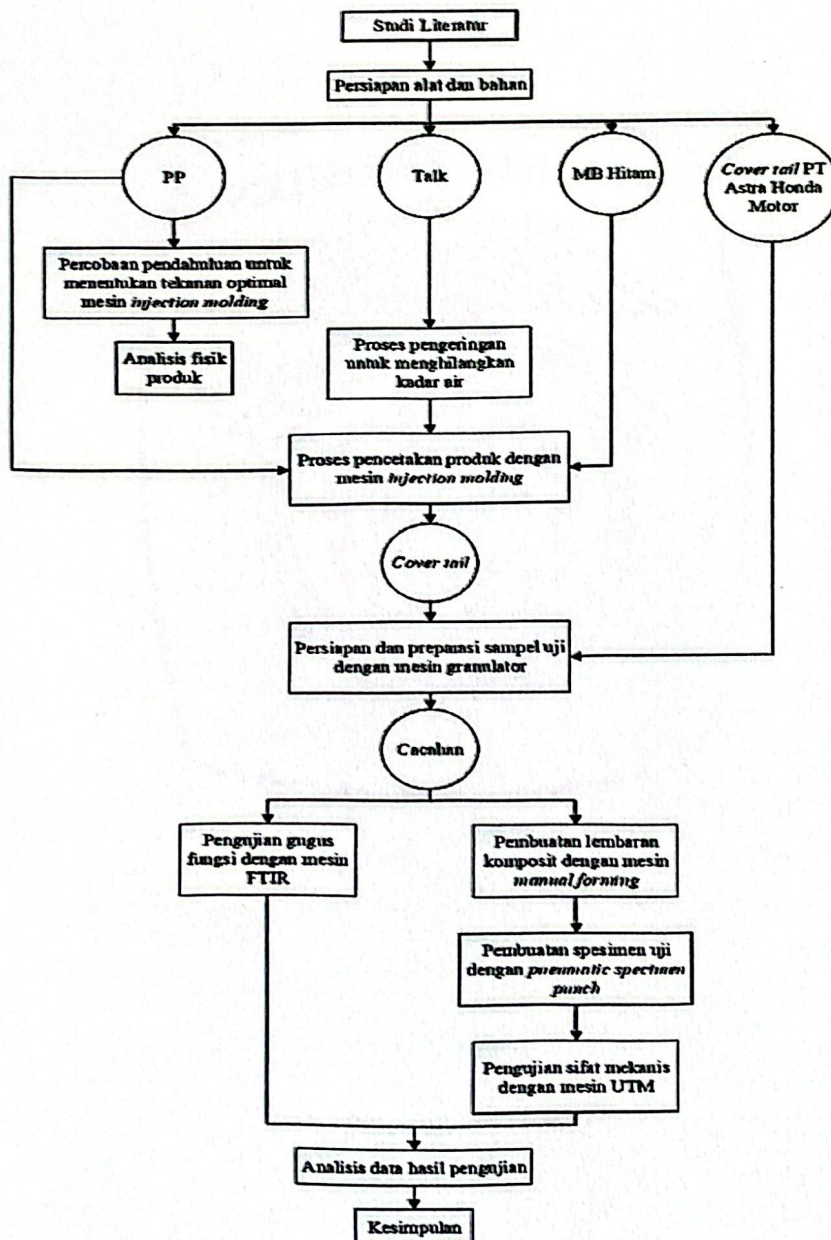 Studi Literatur
Persiapan alat dan bahan
PP
Talk
MB Hitam
Cover tail PT
Astra Honda
Motor
Percobaan pendahuluan untuk
menentukan tekanan optimal
mesin injection molding
Analisis fisik
produk
Proses pengeringan
untuk menghilangkan
kadar air
Proses pencetakan produk dengan
mesin injection molding
Cover tail
Persiapan dan preparasi sampel uji
dengan mesin granulator
Cacahan
Pengujian gugus
fungsi dengan mesin
FTIR
Pembuatan lembaran
komposit dengan mesin
manual forming
Pembuatan spesimen uji
dengan pneumatic specimen
punch
Pengujian sifat mekanis
dengan mesin UTM
Analisis data hasil pengujian
Kesimpulan